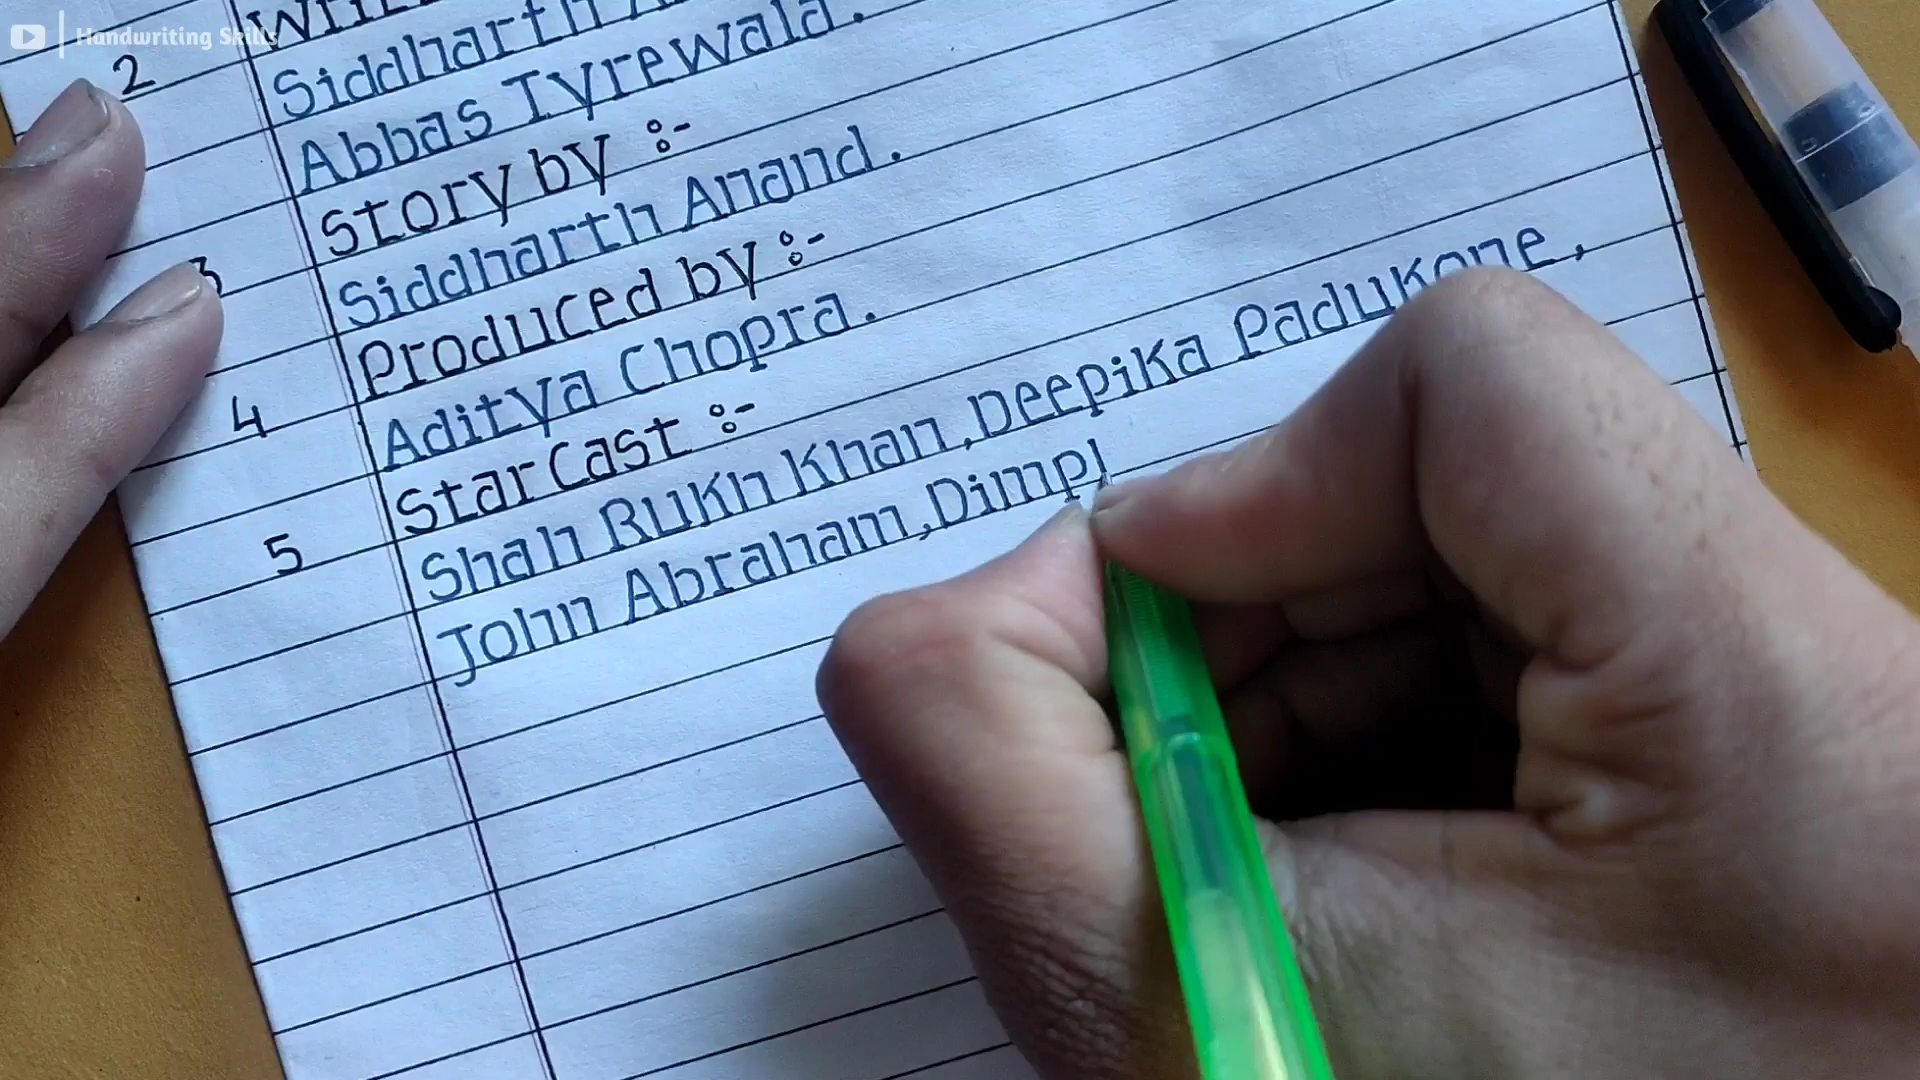 Handwriting Skills
2
Siddharth
Abbas Tyrewala.
Story by :-
3 Siddharth Anand.
Produced by :-
4 Aditya Chopra.
Star Cast :-
5 Shah Rukh Khan, Deepika Padukone,
John Abraham, Dimpl